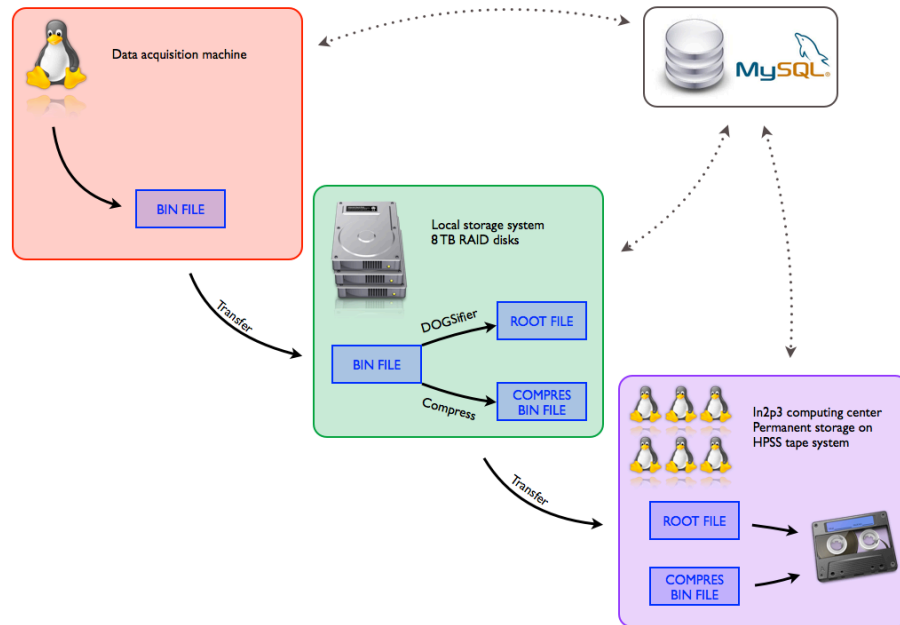 Data acquisition machine
BIN FILE
MySQL®
Local storage system
8 TB RAID disks
Transfer
DOGSifier
ROOT FILE
BIN FILE
Compress
COMPRES
BIN FILE
In2p3 computing center
Permanent storage on
HPSS tape system
Transfer
ROOT FILE
COMPRES
BIN FILE